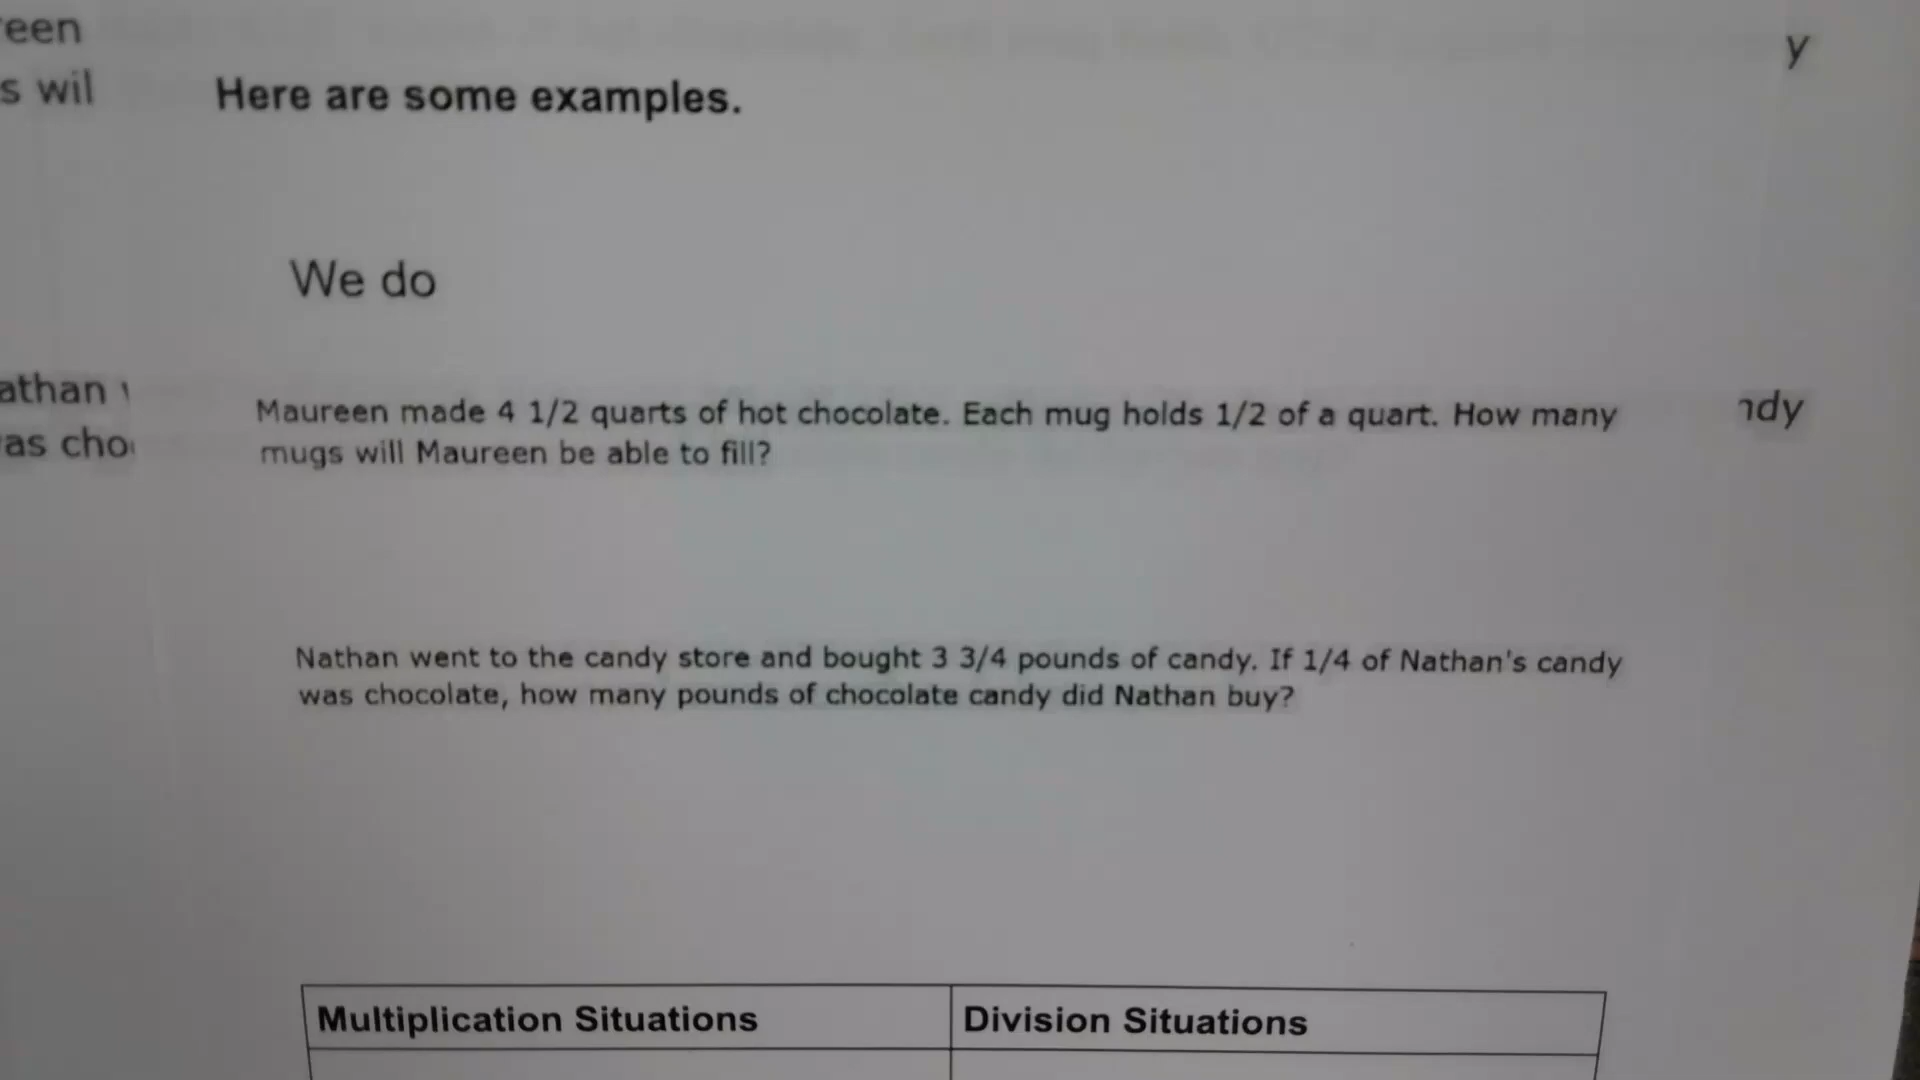 een
s wil
y
Here are some examples.
We do
athan
as cho
ndy
Maureen made 4 1/2 quarts of hot chocolate. Each mug holds 1/2 of a quart. How many
mugs will Maureen be able to fill?
Nathan went to the candy store and bought 3 3/4 pounds of candy. If 1/4 of Nathan's candy
was chocolate, how many pounds of chocolate candy did Nathan buy?
Multiplication Situations
Division Situations